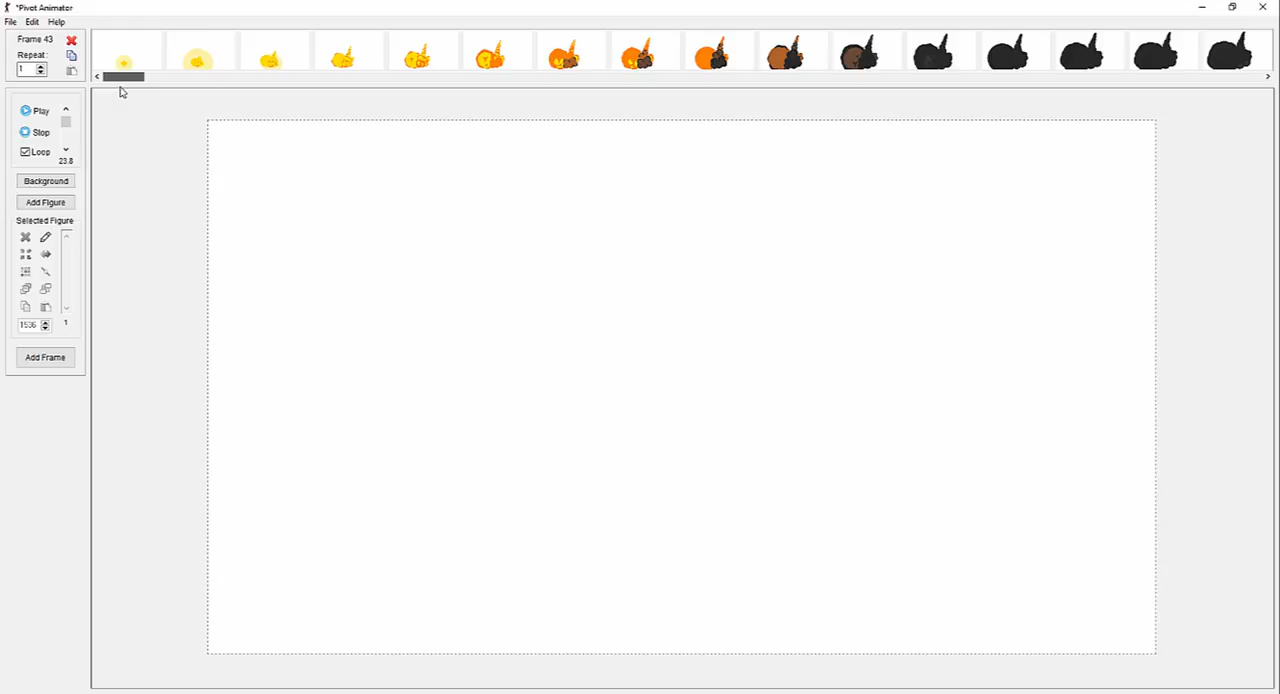 *Pivot Animator
File Edit Help
Frame 43
Repeat:
1
Play
Stop
Loop
23.8
Background
Add Figure
Selected Figure
1536
1
Add Frame